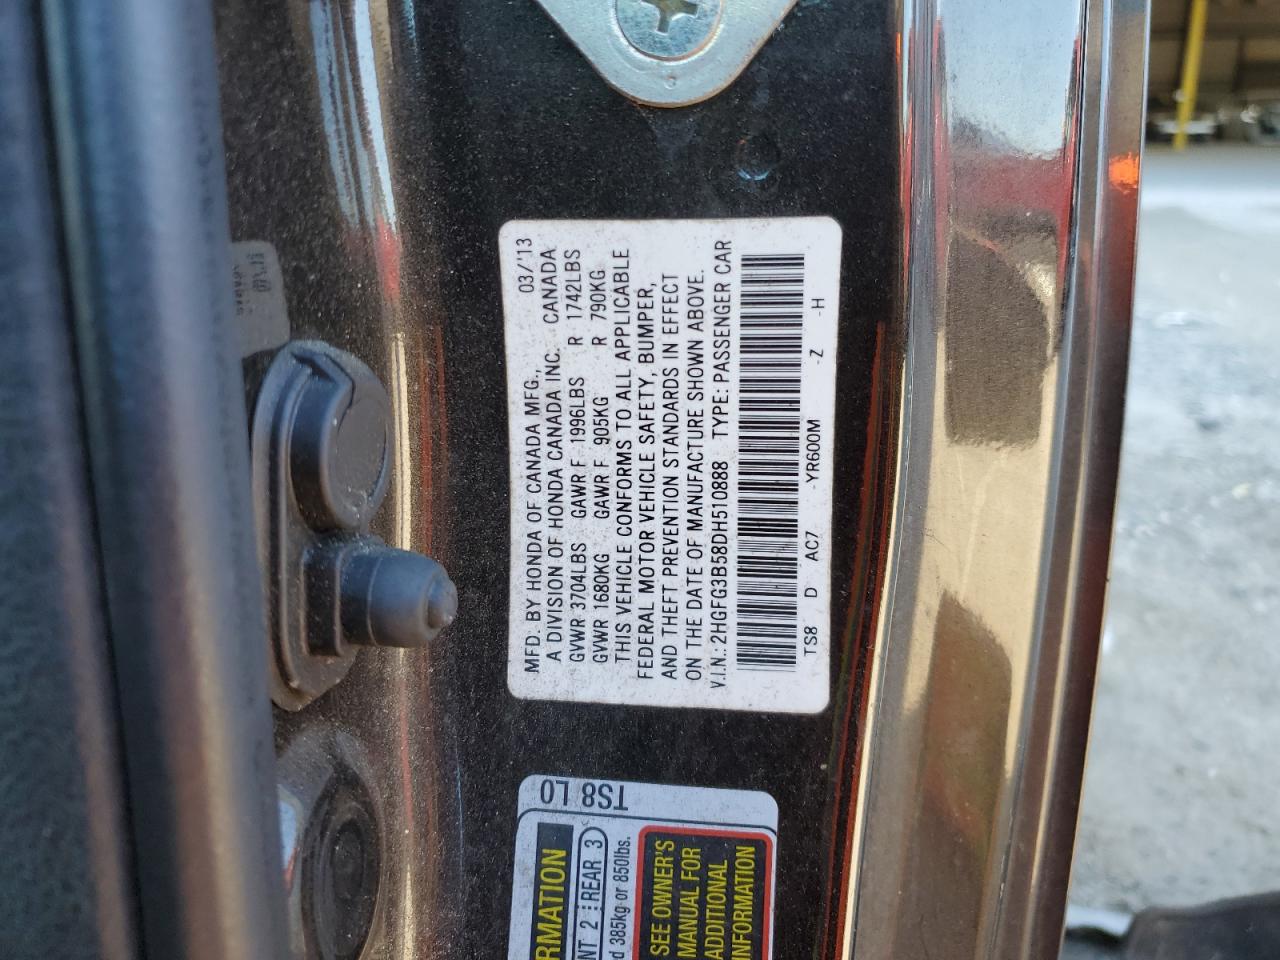 MFD. BY HONDA OF CANADA MFG., 03/'13
A DIVISION OF HONDA CANADA INC. CANADA
GVWR 3704LBS GAWR F 1996LBS R 1742LBS
GVWR 1680KG GAWR F 905KG R 790KG
THIS VEHICLE CONFORMS TO ALL APPLICABLE
FEDERAL MOTOR VEHICLE SAFETY, BUMPER,
AND THEFT PREVENTION STANDARDS IN EFFECT
ON THE DATE OF MANUFACTURE SHOWN ABOVE.
V.I.N.: 2HGFG3B58DH510888 TYPE: PASSENGER CAR
TS8 D AC7 -YR600M -Z -H
TS8 L0
RMATION
NT 2 REAR 3
d 385kg or 850lbs.
SEE OWNER'S
MANUAL FOR
ADDITIONAL
INFORMATION